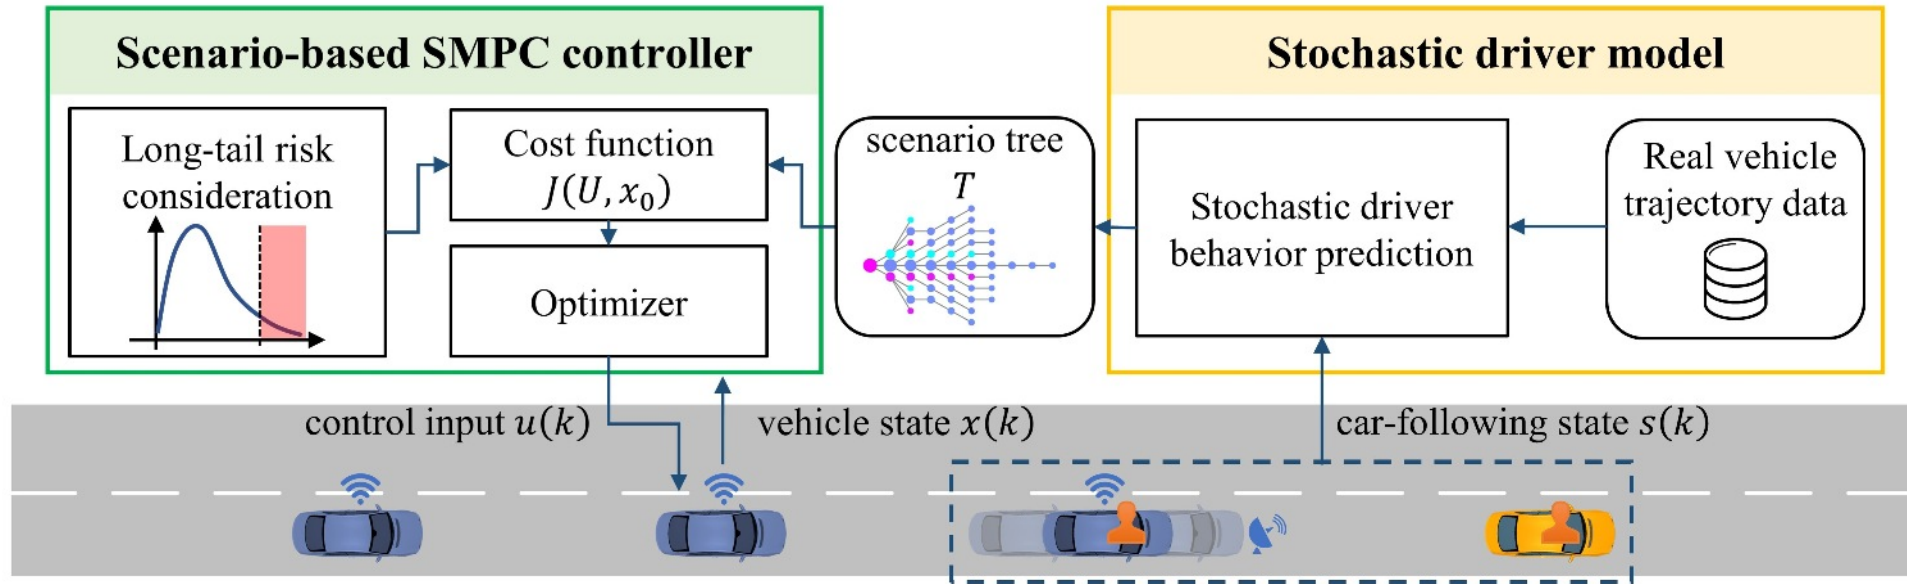 Scenario-based SMPC controller
Stochastic driver model
Long-tail risk
consideration
Cost function
J(U, x₀)
Optimizer
scenario tree
T
Stochastic driver
behavior prediction
Real vehicle
trajectory data
control input u(k)
vehicle state x(k)
car-following state s(k)